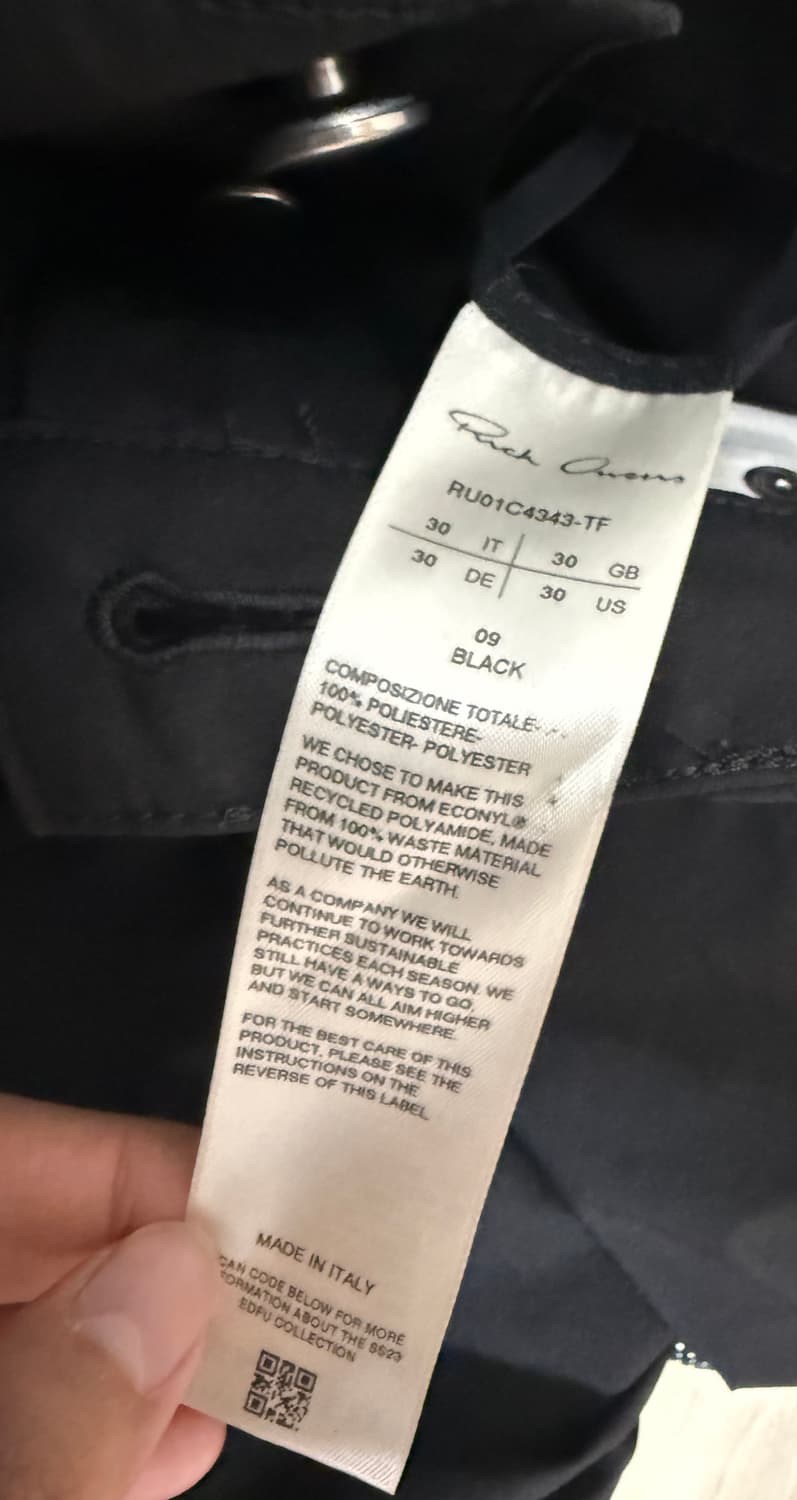 Rick Owens
RU01C4343-TF
30 IT 30 GB
30 DE 30 US
09
BLACK
COMPOSIZIONE TOTALE-
100% POLIESTERE-
POLYESTER- POLYESTER
WE CHOSE TO MAKE THIS
PRODUCT FROM ECONYL®
RECYCLED POLYAMIDE, MADE
FROM 100% WASTE MATERIAL
THAT WOULD OTHERWISE
POLLUTE THE EARTH.
AS A COMPANY WE WILL
CONTINUE TO WORK TOWARDS
FURTHER SUSTAINABLE
PRACTICES EACH SEASON. WE
STILL HAVE A WAYS TO GO,
BUT WE CAN ALL AIM HIGHER
AND START SOMEWHERE.
FOR THE BEST CARE OF THIS
PRODUCT, PLEASE SEE THE
INSTRUCTIONS ON THE
REVERSE OF THIS LABEL
MADE IN ITALY
CAN CODE BELOW FOR MORE
FORMATION ABOUT THE SS23
EDFU COLLECTION